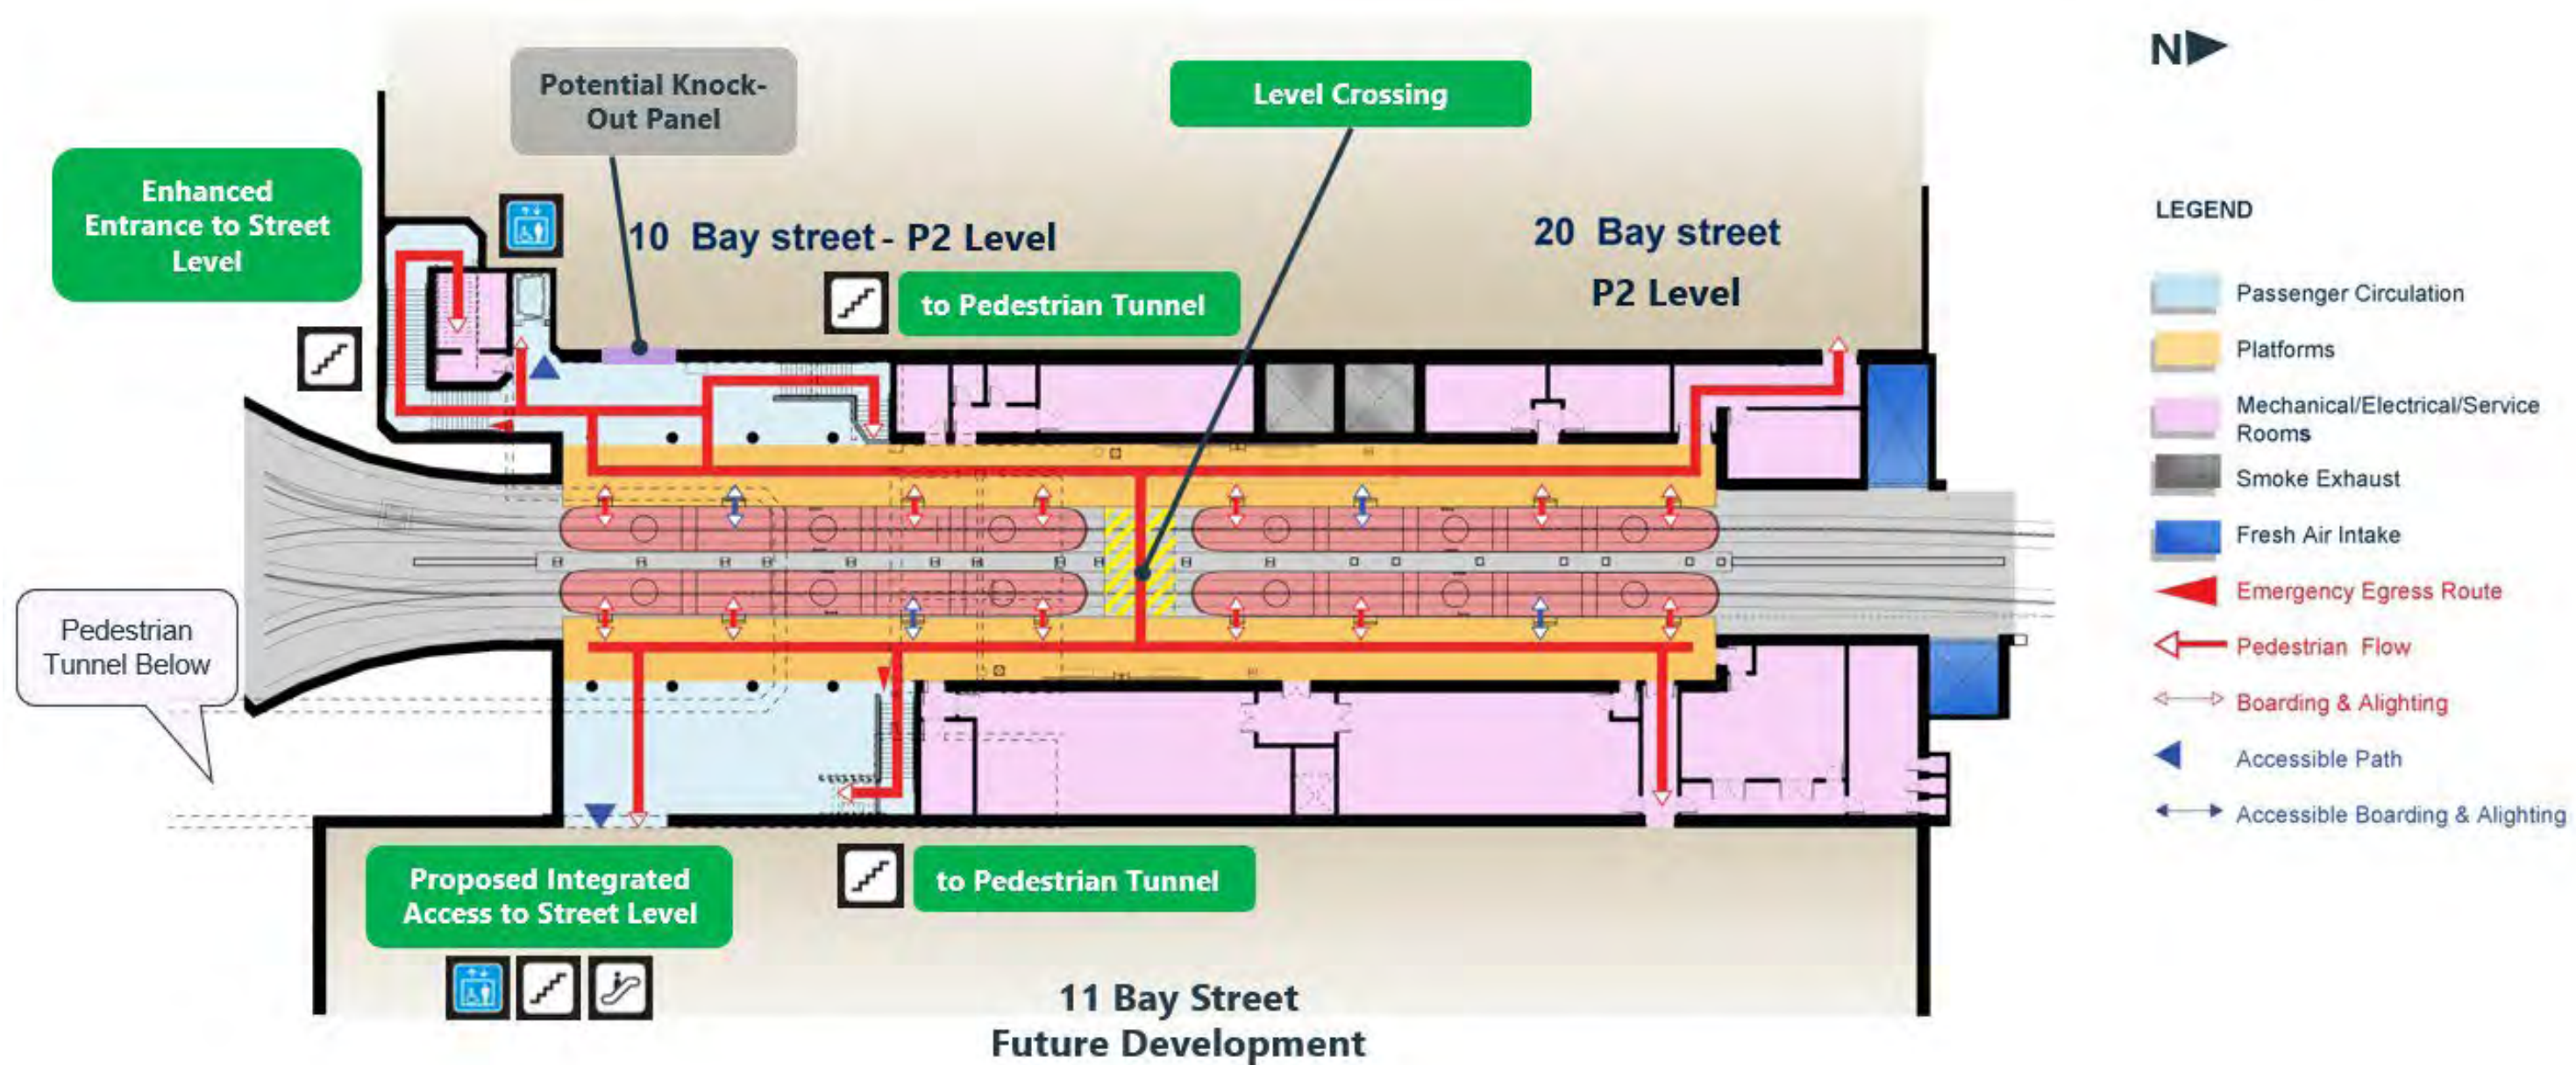 N
Potential Knock-
Out Panel
Level Crossing
Enhanced
Entrance to Street
Level
10 Bay street - P2 Level
20 Bay street
P2 Level
to Pedestrian Tunnel
Pedestrian
Tunnel Below
Proposed Integrated
Access to Street Level
to Pedestrian Tunnel
11 Bay Street
Future Development
LEGEND
Passenger Circulation
Platforms
Mechanical/Electrical/Service
Rooms
Smoke Exhaust
Fresh Air Intake
Emergency Egress Route
Pedestrian Flow
Boarding & Alighting
Accessible Path
Accessible Boarding & Alighting